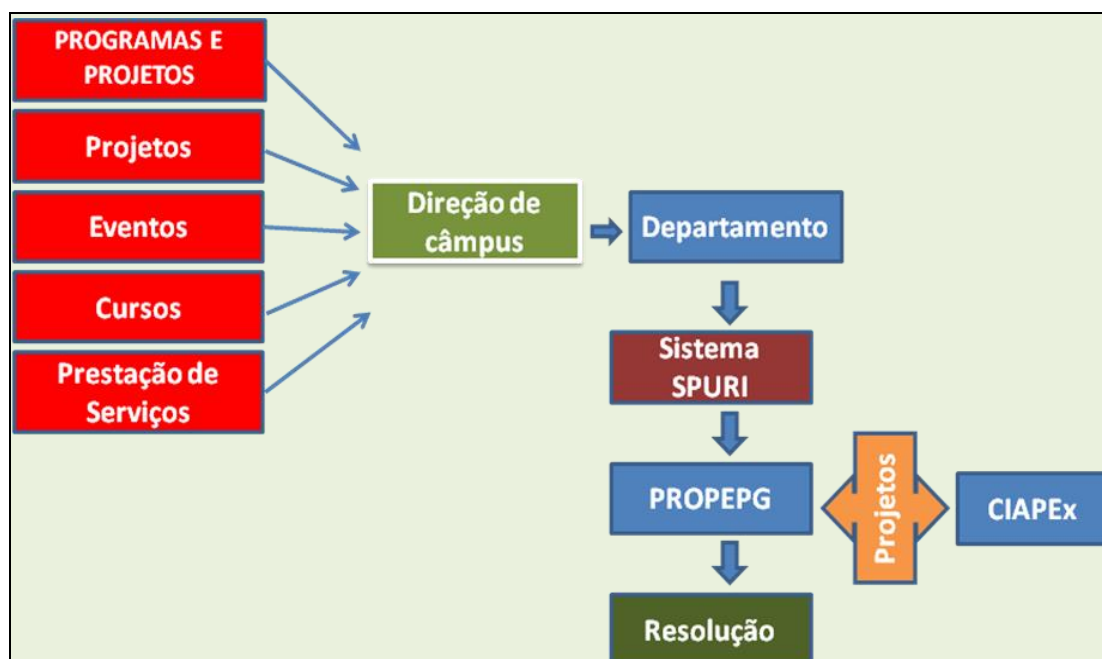 PROGRAMAS E
PROJETOS
Projetos
Eventos
Cursos
Prestação de
Serviços
Direção de
câmpus
Departamento
Sistema
SPURI
PROPEPG
Projetos
CIAPEx
Resolução